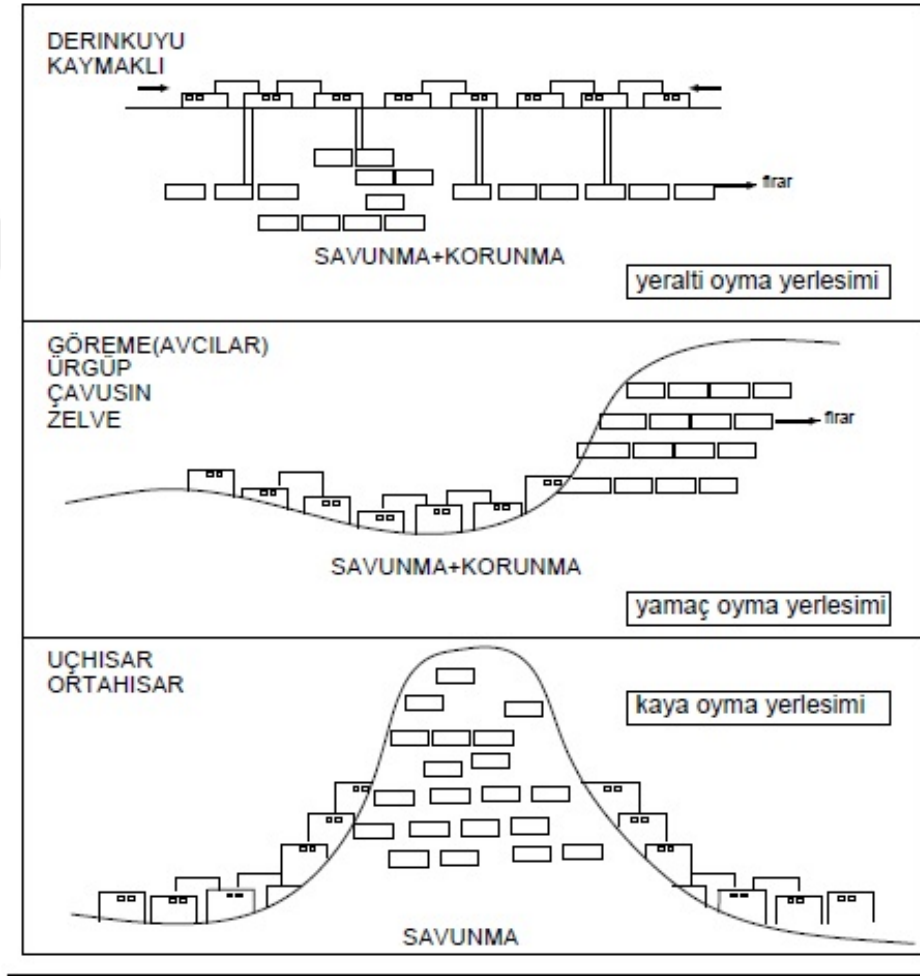 DERINKUYU
KAYMAKLI
firar
SAVUNMA+KORUNMA
yeralti oyma yerlesimi
GÖREME(AVCILAR)
ÜRGÜP
ÇAVUSIN
ZELVE
firar
SAVUNMA+KORUNMA
yamaç oyma yerlesimi
UÇHISAR
ORTAHISAR
kaya oyma yerlesimi
SAVUNMA